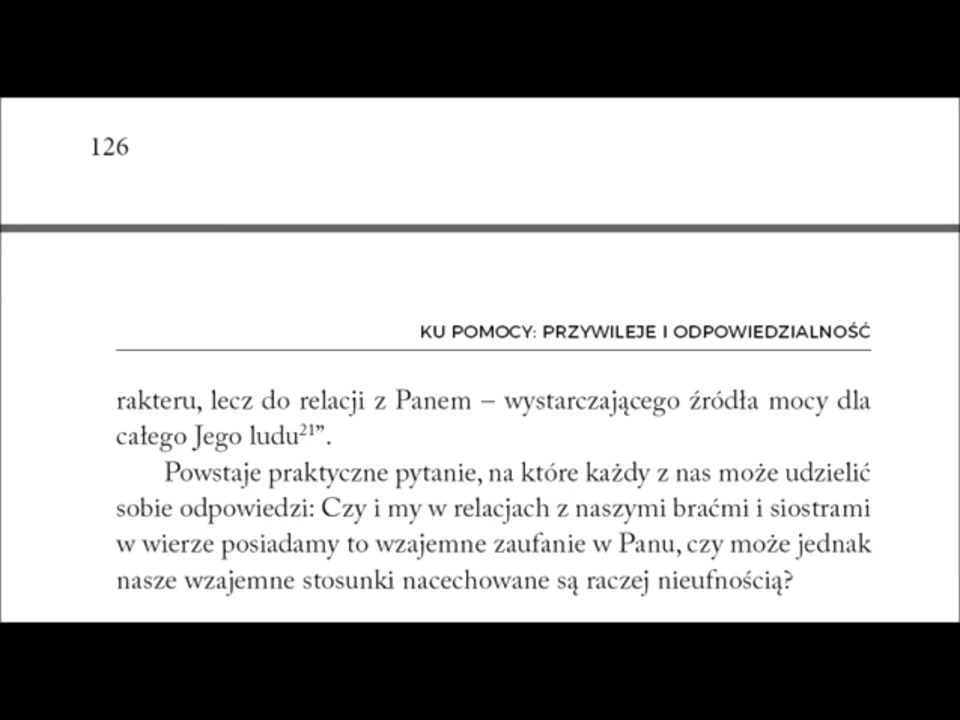 126
KU POMOCY: PRZYWILEJE I ODPOWIEDZIALNOŚĆ
rakteru, lecz do relacji z Panem – wystarczającego źródła mocy dla
całego Jego ludu²¹”.
Powstaje praktyczne pytanie, na które każdy z nas może udzielić
sobie odpowiedzi: Czy i my w relacjach z naszymi braćmi i siostrami
w wierze posiadamy to wzajemne zaufanie w Panu, czy może jednak
nasze wzajemne stosunki nacechowane są raczej nieufnością?